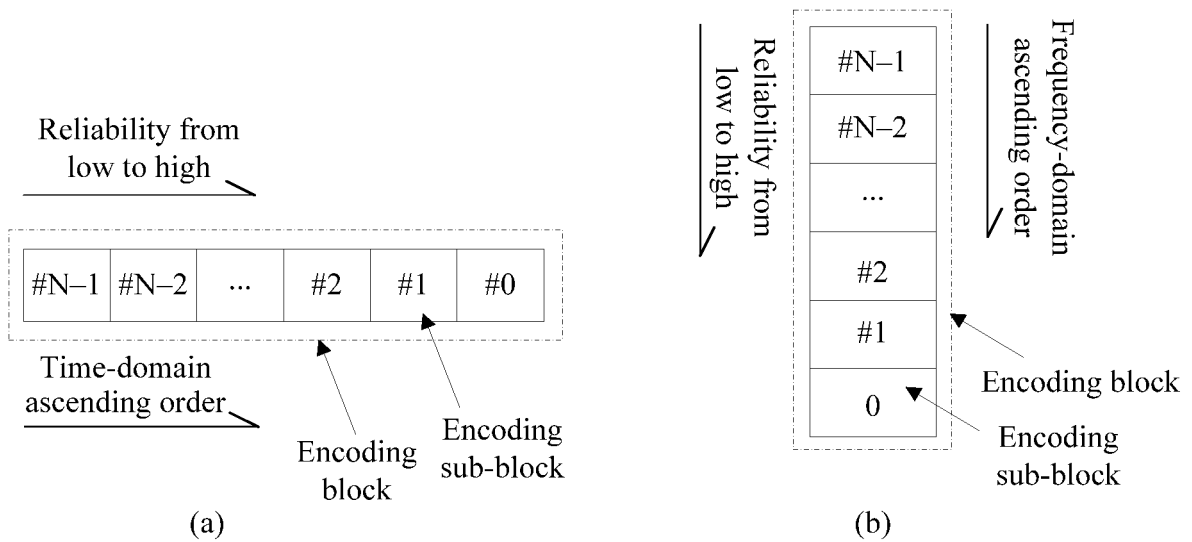 Reliability from
low to high
#N–1 #N–2 ... #2 #1 #0
Time-domain
ascending order
Encoding
block
Encoding
sub-block
(a)
Reliability from
low to high
#N–1
#N–2
...
#2
#1
0
Frequency-domain
ascending order
Encoding block
Encoding
sub-block
(b)